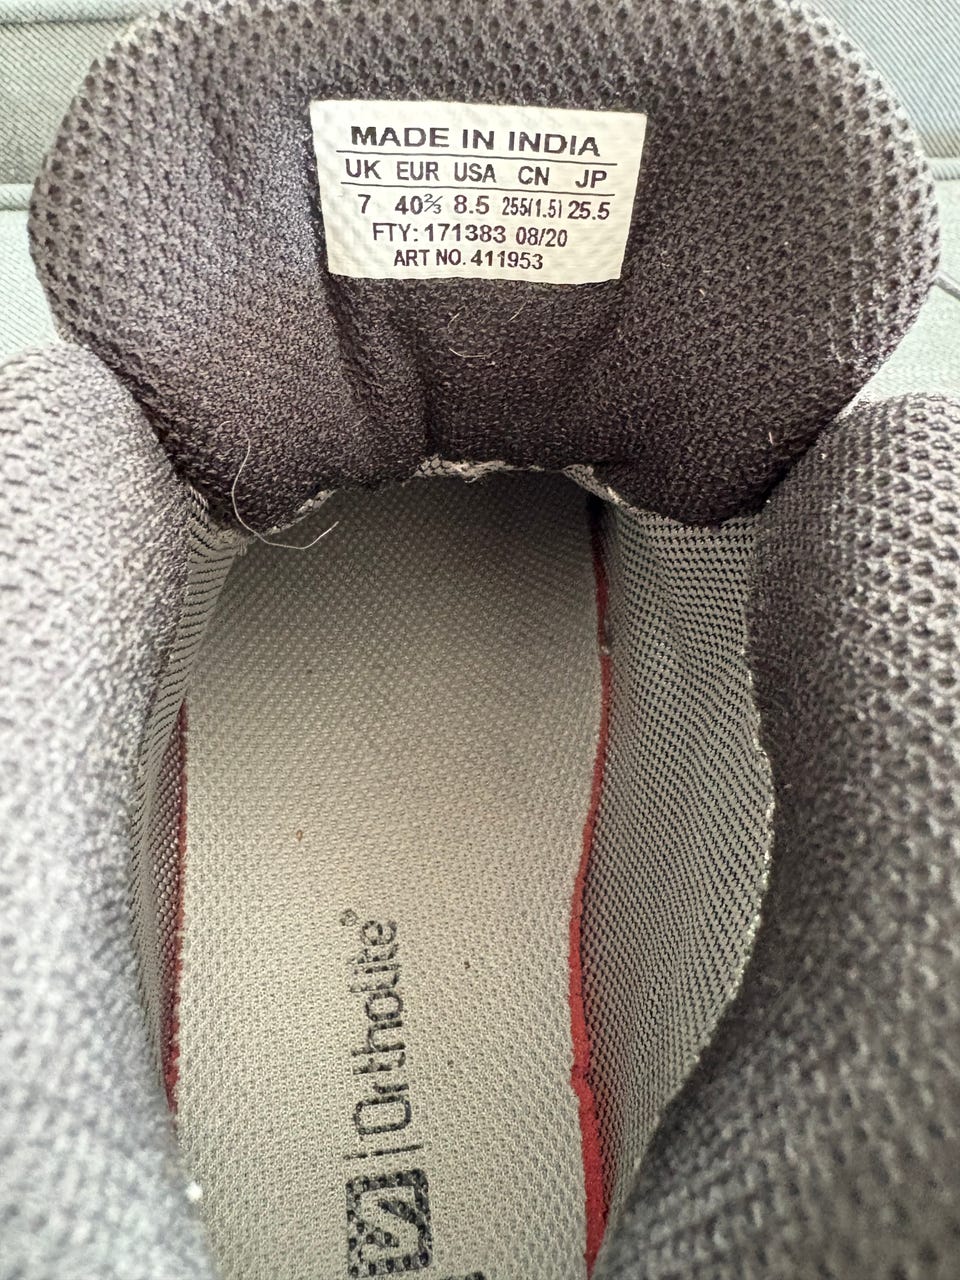 MADE IN INDIA
UK EUR USA CN JP
7 40⅔ 8.5 255(1.5) 25.5
FTY: 171383 08/20
ART NO. 411953
Ortholite®